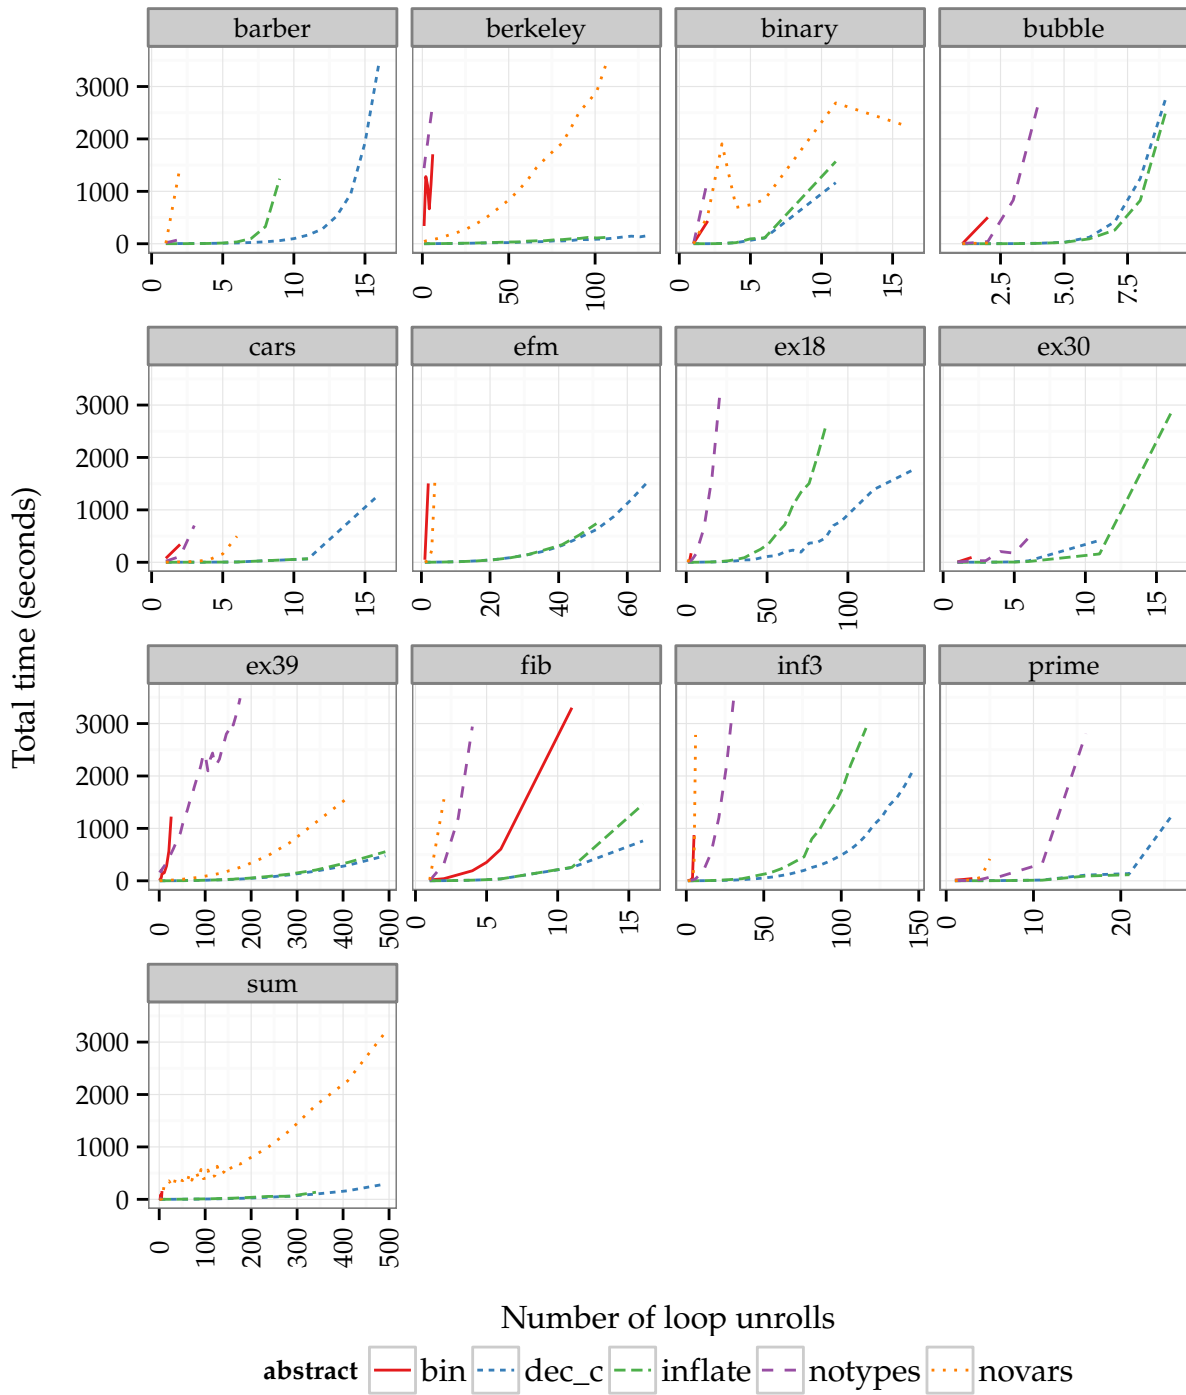 barber berkeley binary bubble
3000
2000
1000
0
0 5 10 15 0 50 100 0 5 10 15 2.5 5.0 7.5
cars efm ex18 ex30
3000
2000
1000
0
0 5 10 15 0 20 40 60 0 50 100 0 5 10 15
Total time (seconds)
ex39 fib inf3 prime
3000
2000
1000
0
0 100 200 300 400 500 0 5 10 15 0 50 100 150 0 10 20
sum
3000
2000
1000
0
0 100 200 300 400 500
Number of loop unrolls
abstract bin dec_c inflate notypes novars